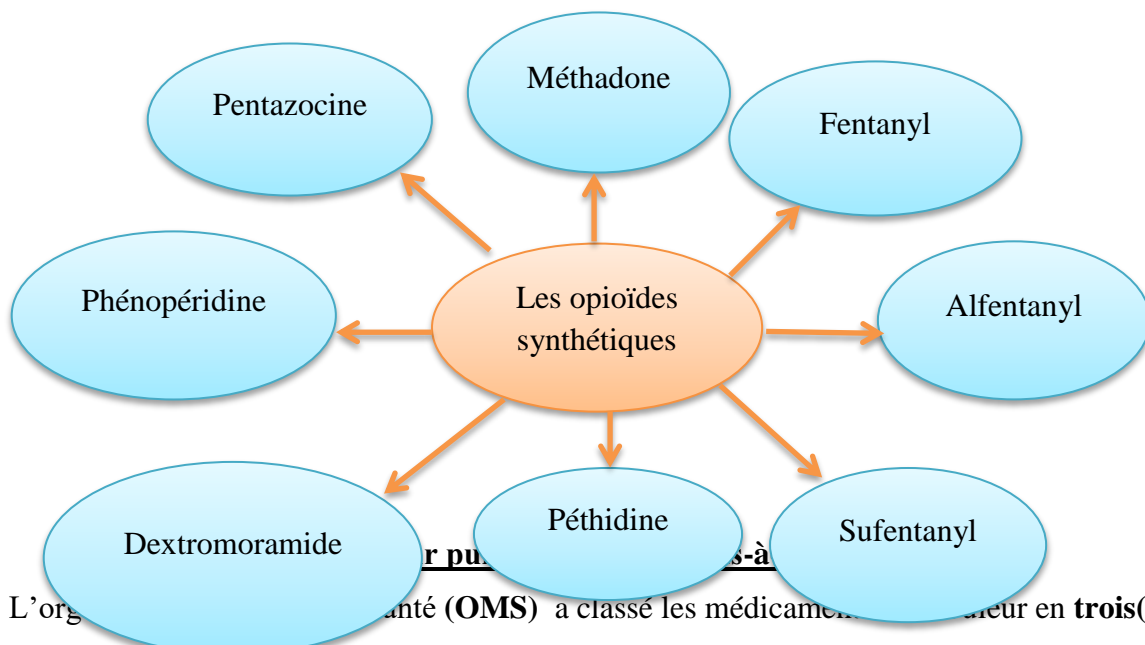 Méthadone
Pentazocine
Fentanyl
Phénopéridine
Les opioïdes
synthétiques
Alfentanyl
Dextromoramide
Péthidine
Sufentanyl
L’org anté (OMS) a classé les médicamen leur en trois(